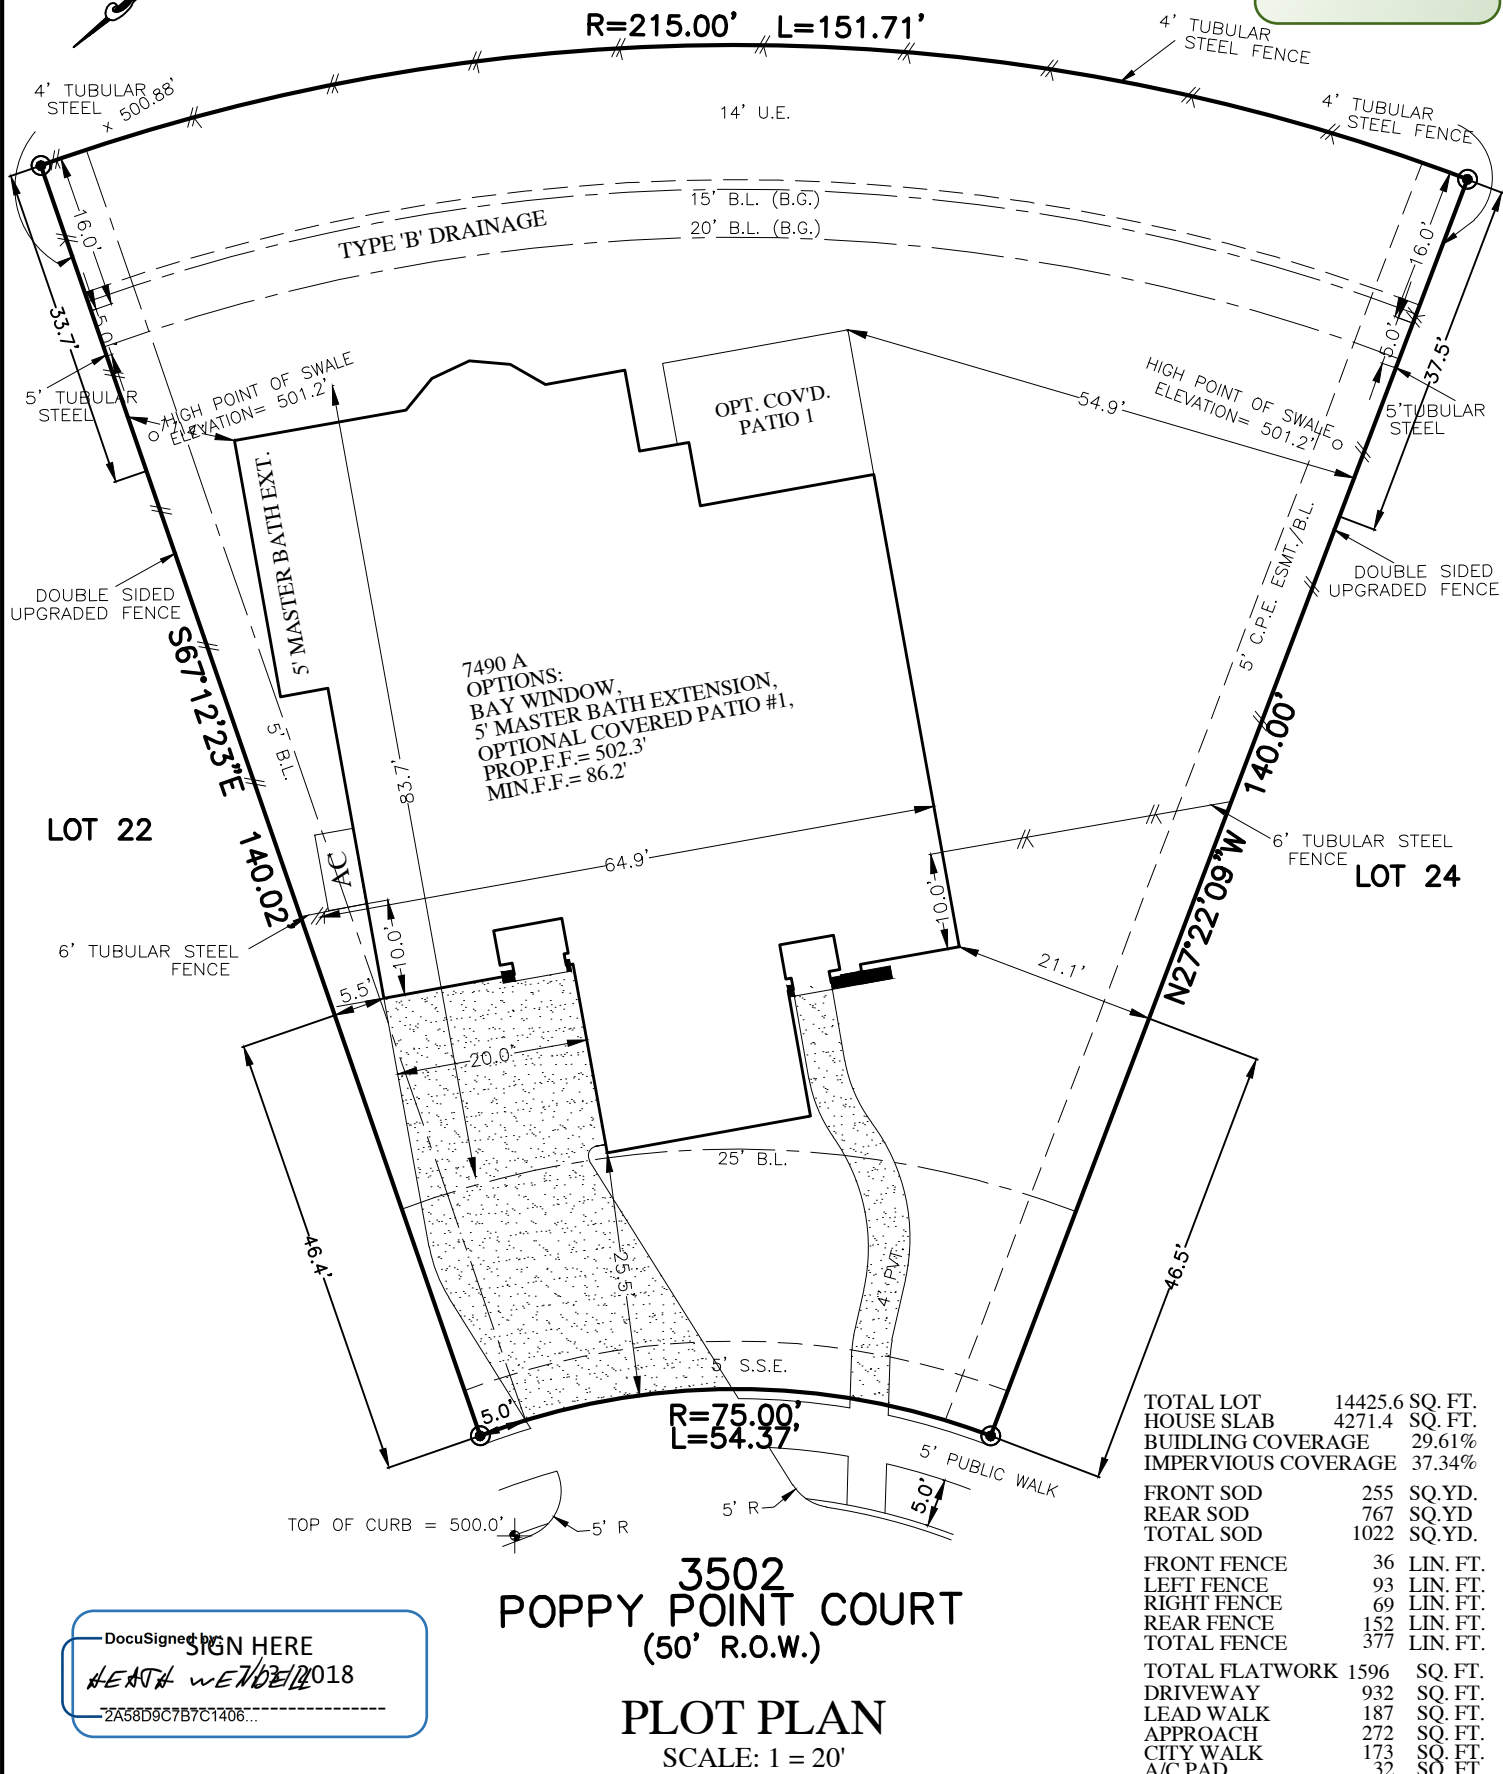 R=215.00' L=151.71'
4' TUBULAR
STEEL FENCE
4' TUBULAR
STEEL
x 500.88'
4' TUBULAR
STEEL FENCE
14' U.E.
15' B.L. (B.G.)
20' B.L. (B.G.)
TYPE 'B' DRAINAGE
16.0'
16.0'
33.7'
5.0'
5.0'
37.5'
5' TUBULAR
STEEL
HIGH POINT OF SWALE
ELEVATION= 501.2'
OPT. COV'D.
PATIO 1
54.9'
HIGH POINT OF SWALE
ELEVATION= 501.2'
5'TUBULAR
STEEL
5' MASTER BATH EXT.
DOUBLE SIDED
UPGRADED FENCE
DOUBLE SIDED
UPGRADED FENCE
5' C.P.E. ESMT./B.L.
S67°12'23"E 140.02'
5' B.L.
7490 A
OPTIONS:
BAY WINDOW,
5' MASTER BATH EXTENSION,
OPTIONAL COVERED PATIO #1,
PROP.F.F.= 502.3'
MIN.F.F.= 86.2'
83.7'
N27°22'09"W 140.00'
LOT 22
64.9'
AC
6' TUBULAR STEEL
FENCE
LOT 24
6' TUBULAR STEEL
FENCE
10.0'
10.0'
5.5'
21.1'
20.0'
25' B.L.
46.4'
25.5'
4' PVT.
46.5'
5' S.S.E.
5.0'
R=75.00'
L=54.37'
5' PUBLIC WALK
5.0'
5' R
5' R
TOP OF CURB = 500.0'
3502
POPPY POINT COURT
(50' R.O.W.)
PLOT PLAN
SCALE: 1 = 20'
DocuSigned by:
SIGN HERE
HEATH WENDELL 7/3/2018
2A58D9C7B7C1406...
TOTAL LOT 14425.6 SQ. FT.
HOUSE SLAB 4271.4 SQ. FT.
BUIDLING COVERAGE 29.61%
IMPERVIOUS COVERAGE 37.34%
FRONT SOD 255 SQ.YD.
REAR SOD 767 SQ.YD
TOTAL SOD 1022 SQ.YD.
FRONT FENCE 36 LIN. FT.
LEFT FENCE 93 LIN. FT.
RIGHT FENCE 69 LIN. FT.
REAR FENCE 152 LIN. FT.
TOTAL FENCE 377 LIN. FT.
TOTAL FLATWORK 1596 SQ. FT.
DRIVEWAY 932 SQ. FT.
LEAD WALK 187 SQ. FT.
APPROACH 272 SQ. FT.
CITY WALK 173 SQ. FT.
A/C PAD 32 SQ. FT.